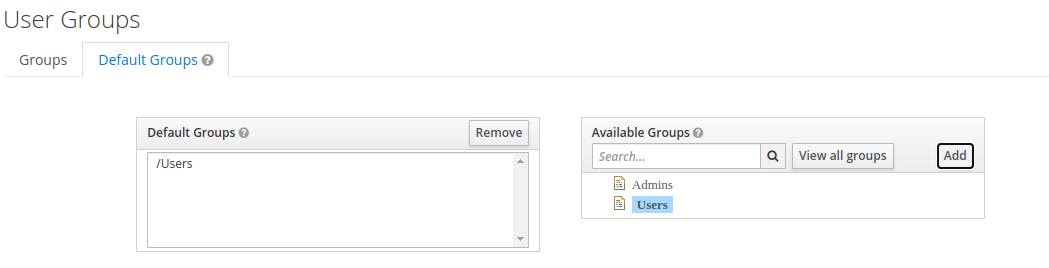 User Groups
Groups Default Groups
Default Groups Remove
/Users
Available Groups
Search... View all groups Add
Admins
Users